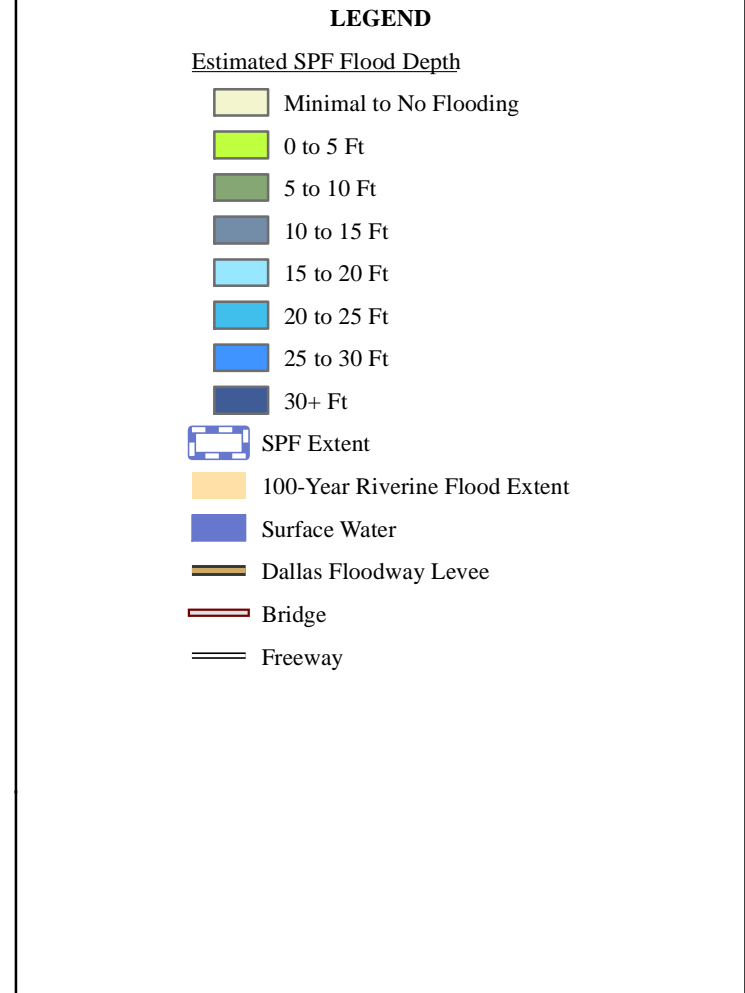 LEGEND
Estimated SPF Flood Depth
Minimal to No Flooding
0 to 5 Ft
5 to 10 Ft
10 to 15 Ft
15 to 20 Ft
20 to 25 Ft
25 to 30 Ft
30+ Ft
SPF Extent
100-Year Riverine Flood Extent
Surface Water
Dallas Floodway Levee
Bridge
Freeway